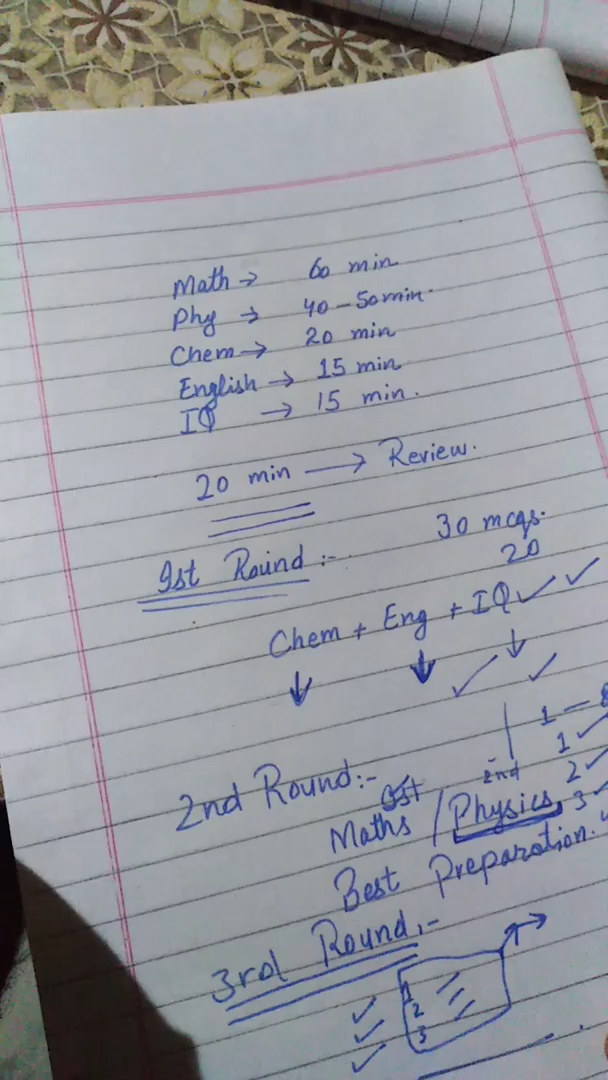 Math → 60 min
Phy → 40-50 min.
Chem → 20 min
English → 15 min
IQ → 15 min.
20 min → Review.
1st Round :-
30 mcqs.
20
Chem + Eng + IQ ✓ ✓
↓ ↓ ✓ ↓ ✓
2nd Round:-
1st 2nd
Maths / Physics
1 -
1 ✓
2 ✓
3 ✓
Best Preparation.
3rd Round:-
1
2
3